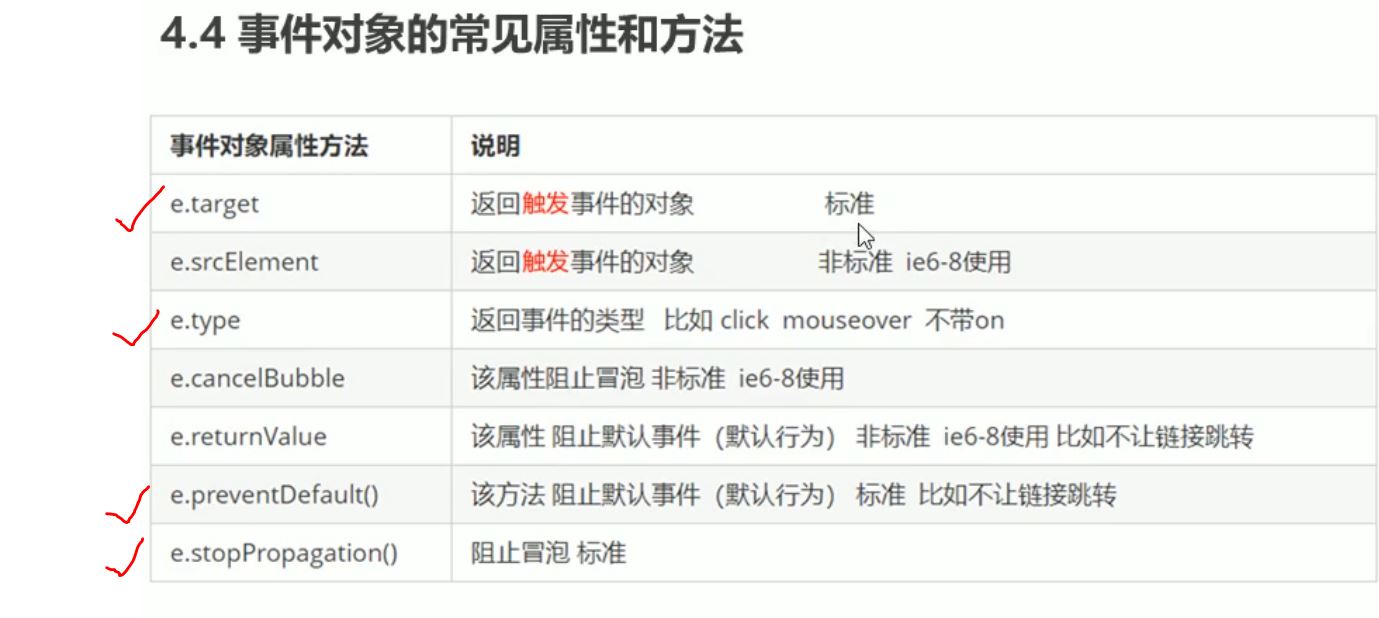 4.4 事件对象的常见属性和方法
事件对象属性方法 说明
e.target 返回触发事件的对象 标准
e.srcElement 返回触发事件的对象 非标准 ie6-8使用
e.type 返回事件的类型 比如 click mouseover 不带on
e.cancelBubble 该属性阻止冒泡 非标准 ie6-8使用
e.returnValue 该属性 阻止默认事件（默认行为） 非标准 ie6-8使用 比如不让链接跳转
e.preventDefault() 该方法 阻止默认事件（默认行为） 标准 比如不让链接跳转
e.stopPropagation() 阻止冒泡 标准